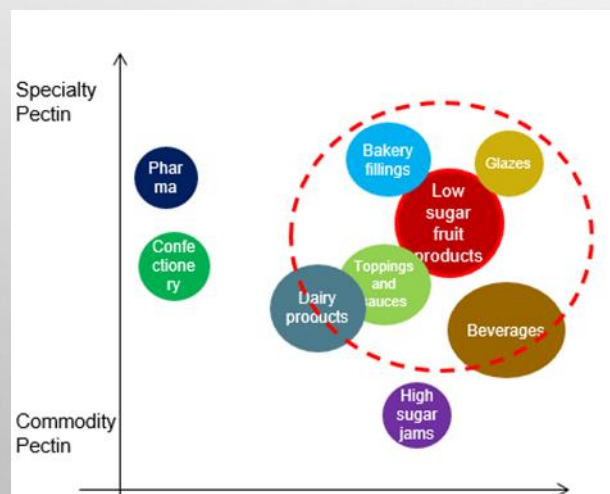 Specialty
Pectin
Bakery
fillings
Glazes
Phar
ma
Low
sugar
fruit
products
Confe
ctione
ry
Toppings
and
sauces
Dairy
products
Beverages
High
sugar
jams
Commodity
Pectin